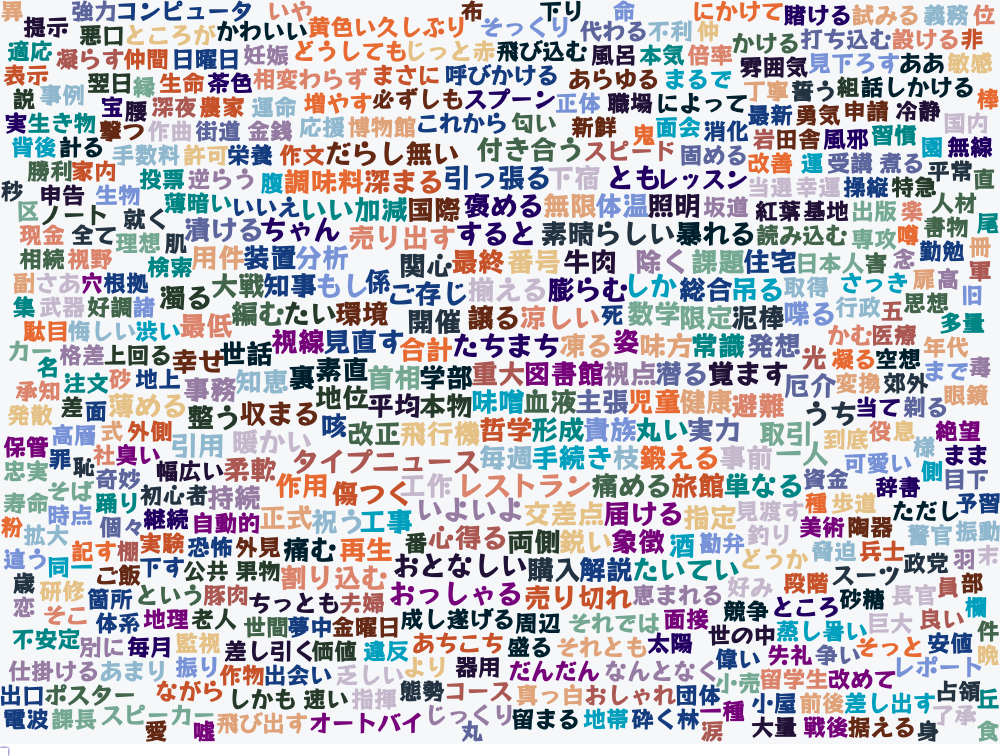 異 強力 コンピュータ いや 布 下り 命 にかけて 賭ける 試みる 義務 位
提示 悪口 ところが かわいい 黄色い 久しぶり そっくり 代わる 不利 仲
適応 凝らす 仲間 日曜日 妊娠 どうしても じっと 赤 飛び込む 風呂 本気 倍率 かける 打ち込む 設ける 非
表示 翌日 縁 生命 茶色 相変わらず まさに 呼びかける あらゆる まるで 雰囲気 見下ろす ああ 敏感
説 事例 宝 腰 深夜 農家 運命 増やす 必ずしも スプーン 正体 職場 によって 丁寧 誓う 組 話しかける 棒
実 生き物 撃つ 作曲 街道 金銭 応援 博物館 これから 匂い 新鮮 鬼 面会 消化 最新 勇気 申請 冷静 国内
背後 計る 手数料 許可 栄養 作文 だらし無い 付き合う スピード 固める 岩 田舎 風邪 習慣 園 無線
勝利 家内 投票 逆らう 腹 調味料 深まる 引っ張る 下宿 とも レッスン 改善 運 受講 煮る 平常 直
秒 申告 生物 薄暗い いいえ いい加減 国際 褒める 無限 体温 照明 坂道 当選 幸運 操縦 特急 人材
区 ノート 就く 漬ける ちゃん 売り出す すると 素晴らしい 暴れる 紅葉 基地 出版 楽 書物 尾
現金 全て 理想 肌 用件 装置 分析 関心 最終 番号 牛肉 除く 課題 住宅 日本人 読み込む 専攻 噂 勤勉 冊
相続 視野 検索 害 念 軍
副 さあ 穴 根拠 濁る 大戦 知事 もし 係 ご存じ 揃える 膨らむ しか 総合 吊る 取得 さっき 扉 高 旧
集 武器 好調 諸 編む たい 環境 開催 譲る 涼しい 死 数学 限定 泥棒 喋る 行政 五 思想 多量
駄目 悔しい 渋い 最低 視線 見直す 合計 たちまち 凍る 姿 味方 常識 発想 かむ 医療
カー 格差 上回る 幸せ 世話 光 凝る 空想 年代
名 承知 注文 砂 地上 事務 知恵 裏 素直 首相 学部 重大 図書館 視点 潜る 覚ます 厄介 変換 郊外 まで 毒
発散 差 面 薄める 整う 収まる 地位 平均 本物 味噌 血液 主張 児童 健康 避難 うち 当て 剃る 眼鏡
保管 高層 式 外側 引用 暖かい 咳 改正 飛行機 哲学 形成 貴族 丸い 実力 取引 到底 役 息 絶望
忠実 罪 恥 社 臭い 幅広い 柔軟 タイプ ニュース 毎週 手続き 枝 鍛える 事前 一人 可愛い 様 側 まま
寿命 そば 奇妙 踊り 初心者 持続 作用 傷つく 工作 レストラン 痛める 旅館 単なる 資金 辞書 目下
粉 拡大 時点 個々 継続 自動的 正式 祝う 工事 いよいよ 交差点 届ける 指定 見渡す 種 歩道 ただし 予習
違う 同一 記す 棚 実験 恐怖 外見 痛む 再生 番 心得る 両側 鋭い 象徴 酒 勘弁 釣り 美術 陶器 警官 振動
歳 研修 ご飯 下す 公共 果物 割り込む おとなしい 購入 解説 たいてい どうか 脅迫 兵士 政党 羽 末
恋 そこ 箇所 という 豚肉 ちっとも 夫婦 おっしゃる 売り切れ 恵まれる 好み 段階 スーツ 長官 員 部
不安定 体系 地理 老人 世間 夢中 金曜日 成し遂げる 周辺 それでは 面接 競争 ところ 砂糖 巨大 良い 欄
別に 毎月 監視 差し引く 価値 違反 あちこち 盛る それとも 太陽 世の中 蒸し暑い そっと 安値 件
仕掛ける あまり 振り 作物 出会い 乏しい より 器用 だんだん なんとなく 偉い 失礼 争い レポート 晩
出口 ポスター ながら しかも 速い 指揮 態勢 コース 真っ白 おしゃれ 団体 小売 留学生 改めて 占領 丘
電波 課長 スピーカー 飛び出す オートバイ じっくり 留まる 地帯 砕く 林 一種 小屋 前後 差し出す 了承
愛 嘘 丸 涙 大量 戦後 据える 身 食